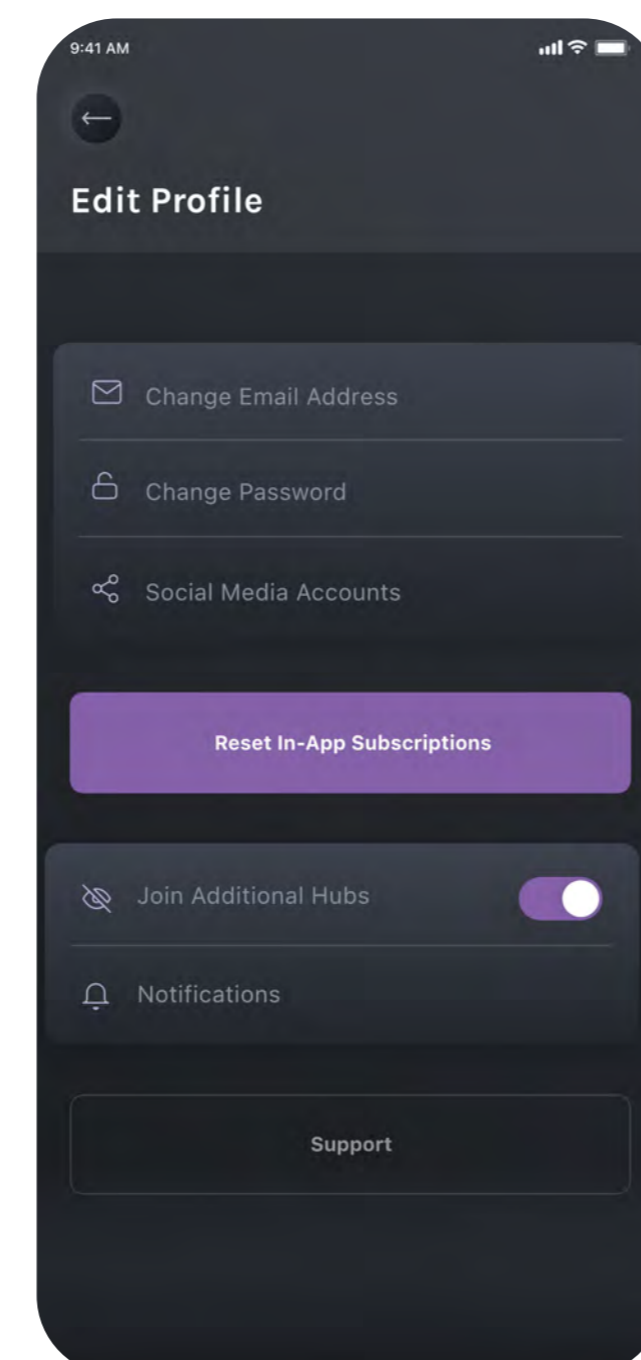 9:41 AM
Edit Profile
Change Email Address
Change Password
Social Media Accounts
Reset In-App Subscriptions
Join Additional Hubs
Notifications
Support